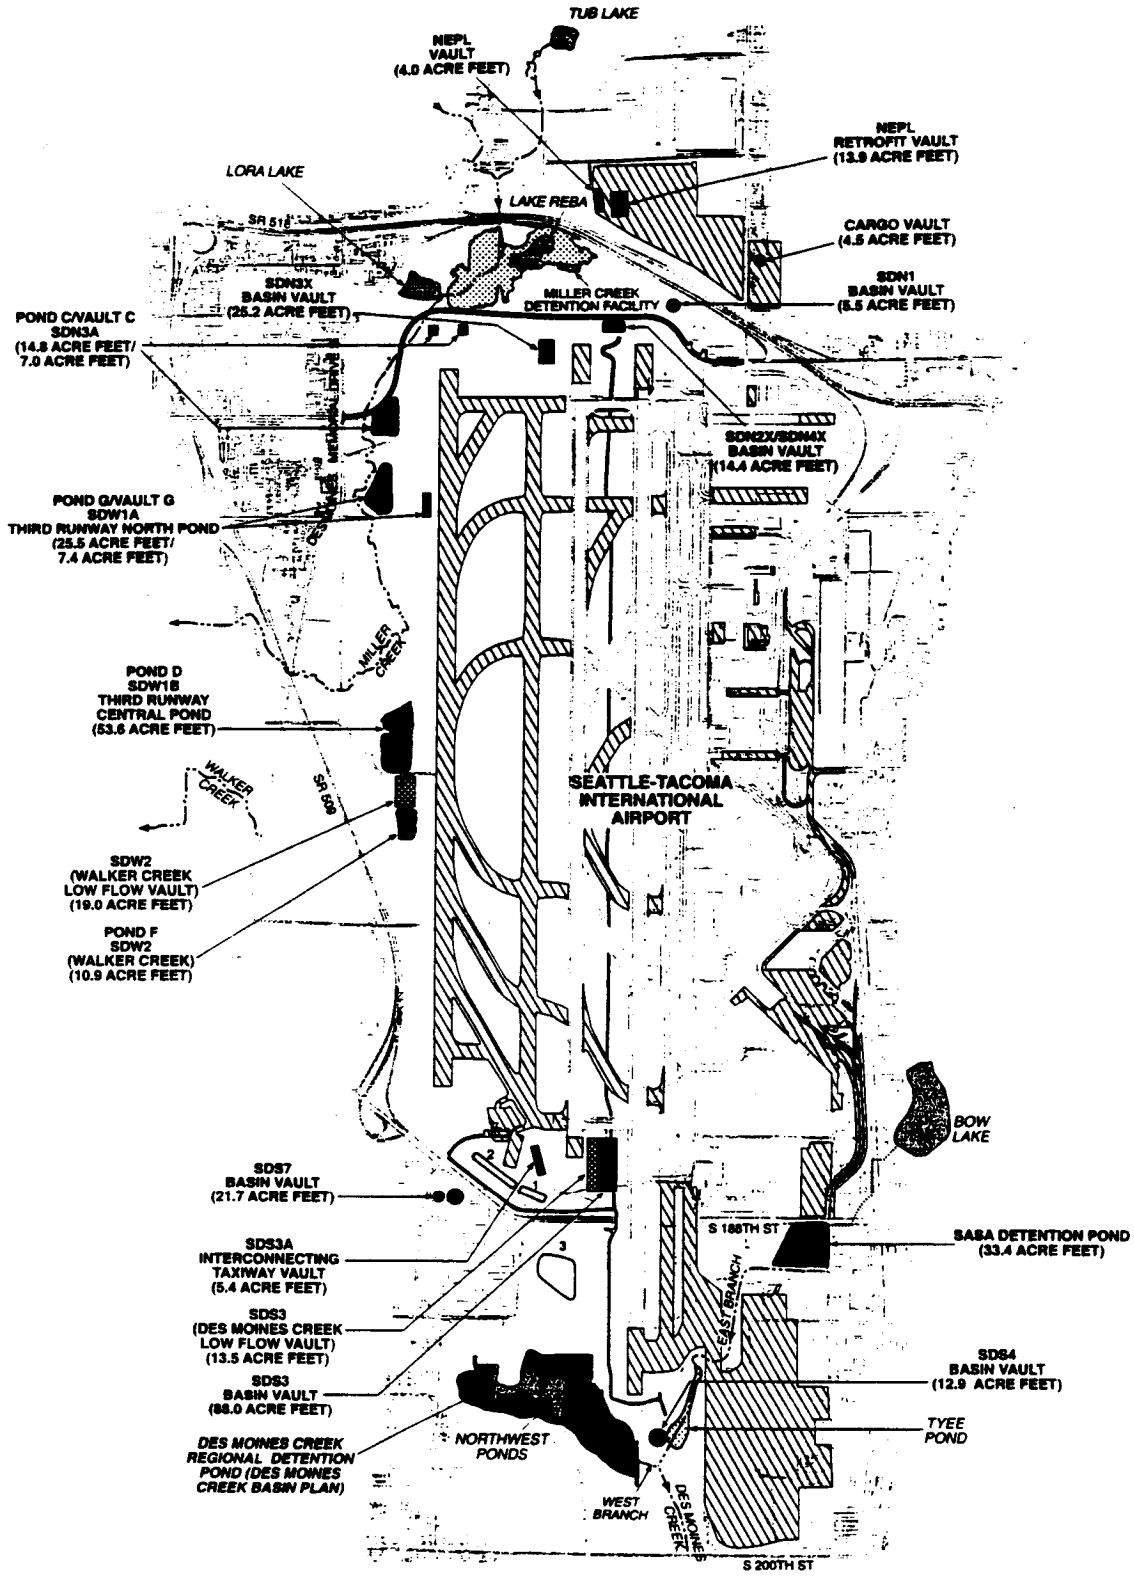 TUB LAKE
NEPL
VAULT
(4.0 ACRE FEET)
NEPL
RETROFIT VAULT
(13.9 ACRE FEET)
LORA LAKE
LAKE REBA
SR 518
CARGO VAULT
(4.5 ACRE FEET)
SDN3X
BASIN VAULT
(25.2 ACRE FEET)
MILLER CREEK
DETENTION FACILITY
SDN1
BASIN VAULT
(5.5 ACRE FEET)
POND C/VAULT C
SDN3A
(14.8 ACRE FEET/
7.0 ACRE FEET)
DES MOINES MEMORIAL DRIVE S
SDN2X/SDN4X
BASIN VAULT
(14.4 ACRE FEET)
POND G/VAULT G
SDW1A
THIRD RUNWAY NORTH POND
(25.5 ACRE FEET/
7.4 ACRE FEET)
MILLER
CREEK
POND D
SDW1B
THIRD RUNWAY
CENTRAL POND
(53.6 ACRE FEET)
WALKER
CREEK
SR 509
SEATTLE-TACOMA
INTERNATIONAL
AIRPORT
SDW2
(WALKER CREEK
LOW FLOW VAULT)
(19.0 ACRE FEET)
POND F
SDW2
(WALKER CREEK)
(10.9 ACRE FEET)
BOW
LAKE
2
1
SDS7
BASIN VAULT
(21.7 ACRE FEET)
S 188TH ST
SASA DETENTION POND
(33.4 ACRE FEET)
SDS3A
INTERCONNECTING
TAXIWAY VAULT
(5.4 ACRE FEET)
3
EAST BRANCH
SDS3
(DES MOINES CREEK
LOW FLOW VAULT)
(13.5 ACRE FEET)
SDS4
BASIN VAULT
(12.9 ACRE FEET)
SDS3
BASIN VAULT
(88.0 ACRE FEET)
TYEE
POND
DES MOINES CREEK
REGIONAL DETENTION
POND (DES MOINES
CREEK BASIN PLAN)
NORTHWEST
PONDS
WEST
BRANCH
DES MOINES
CREEK
S 200TH ST